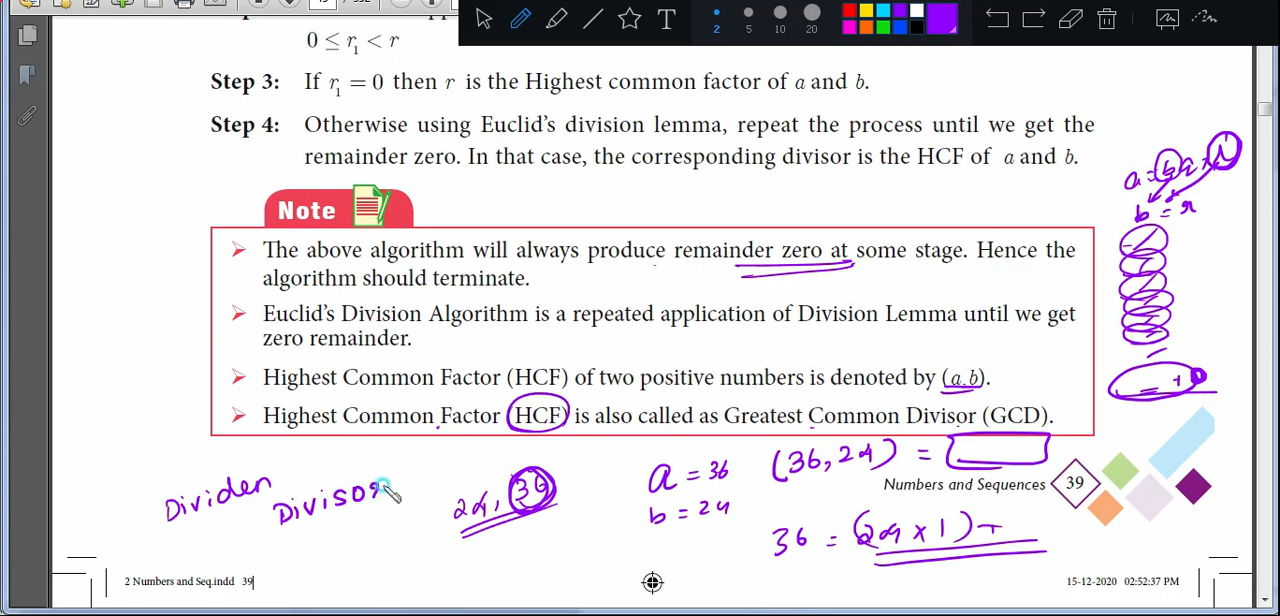 2
5
10
20
0 ≤ r₁ < r
Step 3: If r₁ = 0 then r is the Highest common factor of a and b.
Step 4: Otherwise using Euclid's division lemma, repeat the process until we get the
remainder zero. In that case, the corresponding divisor is the HCF of a and b.
Note
➢ The above algorithm will always produce remainder zero at some stage. Hence the
algorithm should terminate.
➢ Euclid's Division Algorithm is a repeated application of Division Lemma until we get
zero remainder.
➢ Highest Common Factor (HCF) of two positive numbers is denoted by (a,b).
➢ Highest Common Factor (HCF) is also called as Greatest Common Divisor (GCD).
Dividen
Divisor
24, 36
a = 36
b = 24
(36, 24) =
Numbers and Sequences 39
36 = (24 × 1) +
2 Numbers and Seq.indd 39
15-12-2020 02:52:37 PM